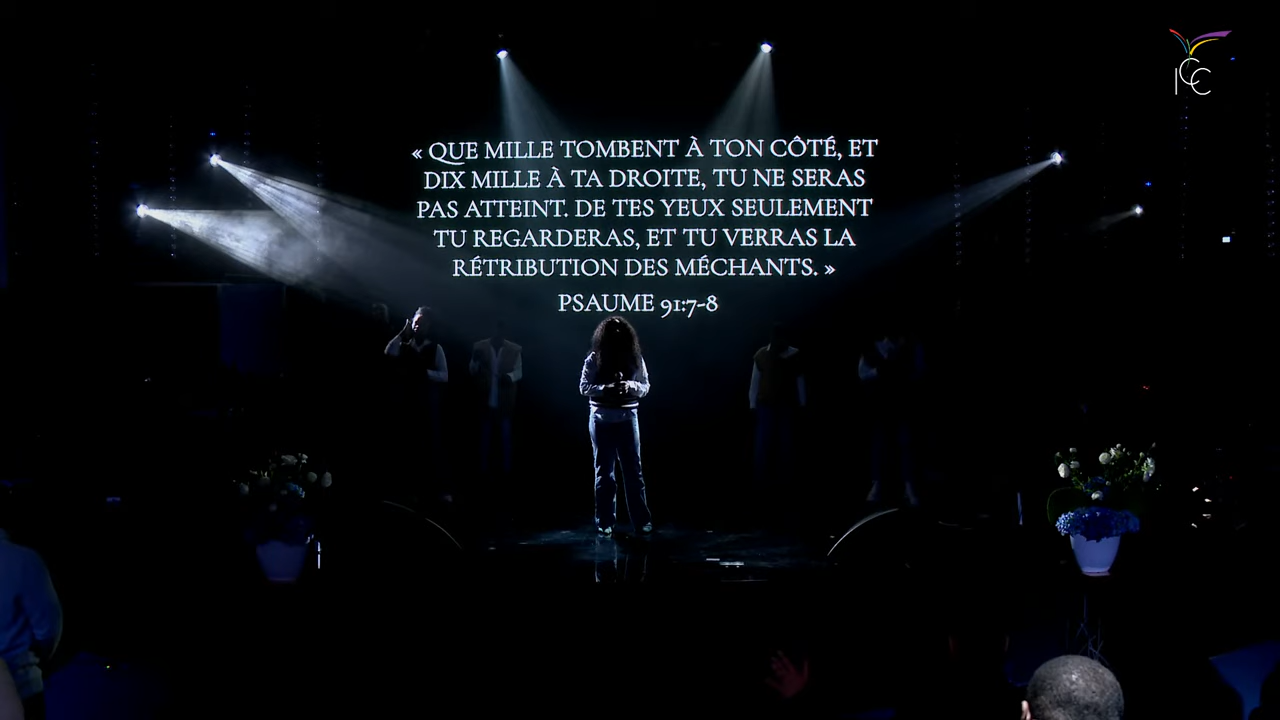 « QUE MILLE TOMBENT À TON CÔTÉ, ET
DIX MILLE À TA DROITE, TU NE SERAS
PAS ATTEINT. DE TES YEUX SEULEMENT
TU REGARDERAS, ET TU VERRAS LA
RÉTRIBUTION DES MÉCHANTS. »
PSAUME 91:7-8
ICC